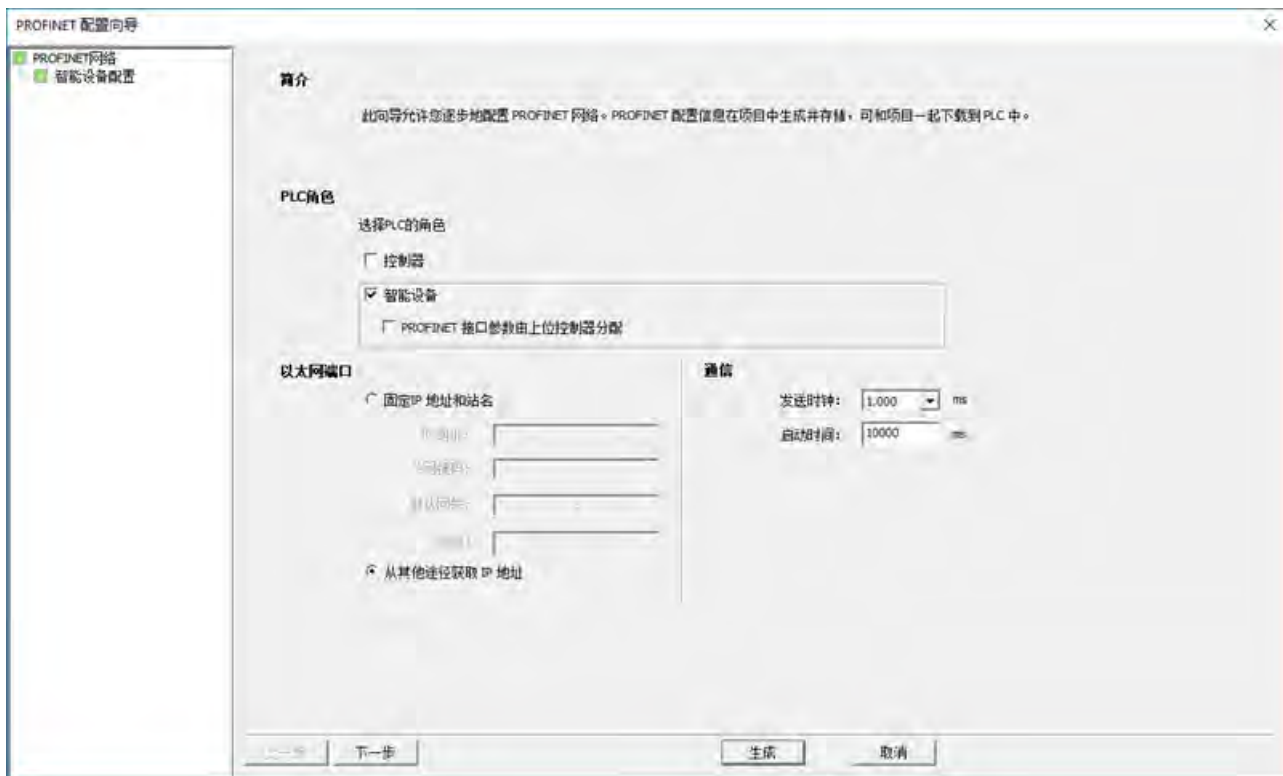 PROFINET 配置向导
PROFINET网络
智能设备配置
简介
此向导允许您逐步地配置 PROFINET 网络。PROFINET 配置信息在项目中生成并存储，可和项目一起下载到 PLC 中。
PLC角色
选择PLC的角色
控制器
智能设备
PROFINET 接口参数由上位控制器分配
以太网端口
通信
固定IP 地址和站名
发送时钟： 1.000 ms
启动时间： 10000 ms
从其他途径获取 IP 地址
下一步 生成 取消